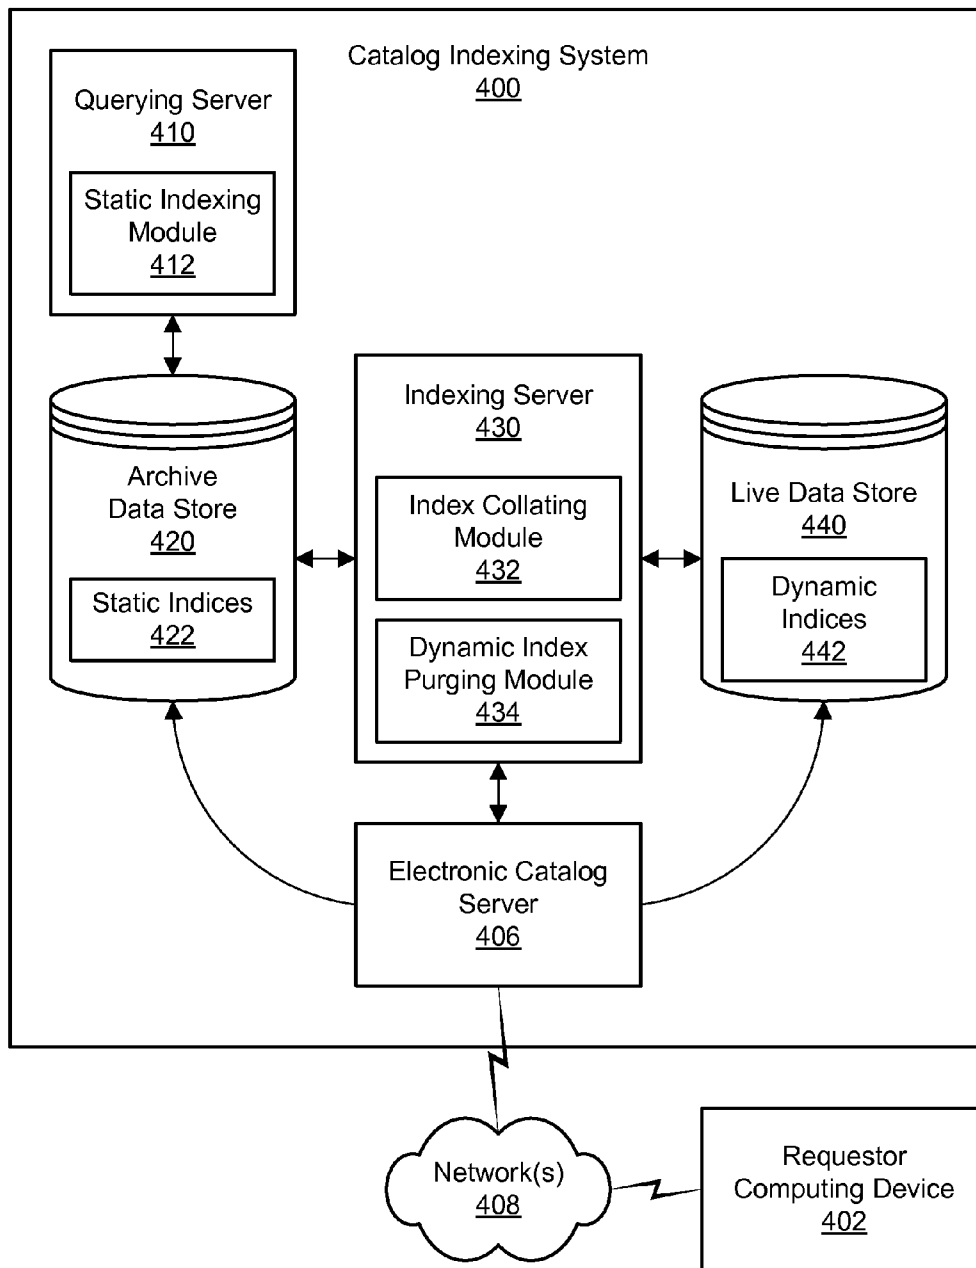 Catalog Indexing System
400
Querying Server
410
Static Indexing
Module
412
Indexing Server
430
Index Collating
Module
432
Dynamic Index
Purging Module
434
Archive
Data Store
420
Static Indices
422
Live Data Store
440
Dynamic
Indices
442
Electronic Catalog
Server
406
Network(s)
408
Requestor
Computing Device
402